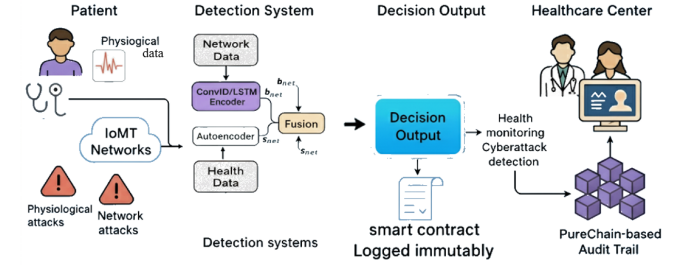 Patient
Physiogical
data
IoMT
Networks
Physiological
attacks
Network
attacks
Detection System
Network
Data
ConvID/LSTM
Encoder
Autoencoder
Health
Data
b_net
b_net
s_net
s_net
Fusion
Detection systems
Decision Output
Decision
Output
smart contract
Logged immutably
Health
monitoring
Cyberattack
detection
Healthcare Center
PureChain-based
Audit Trail